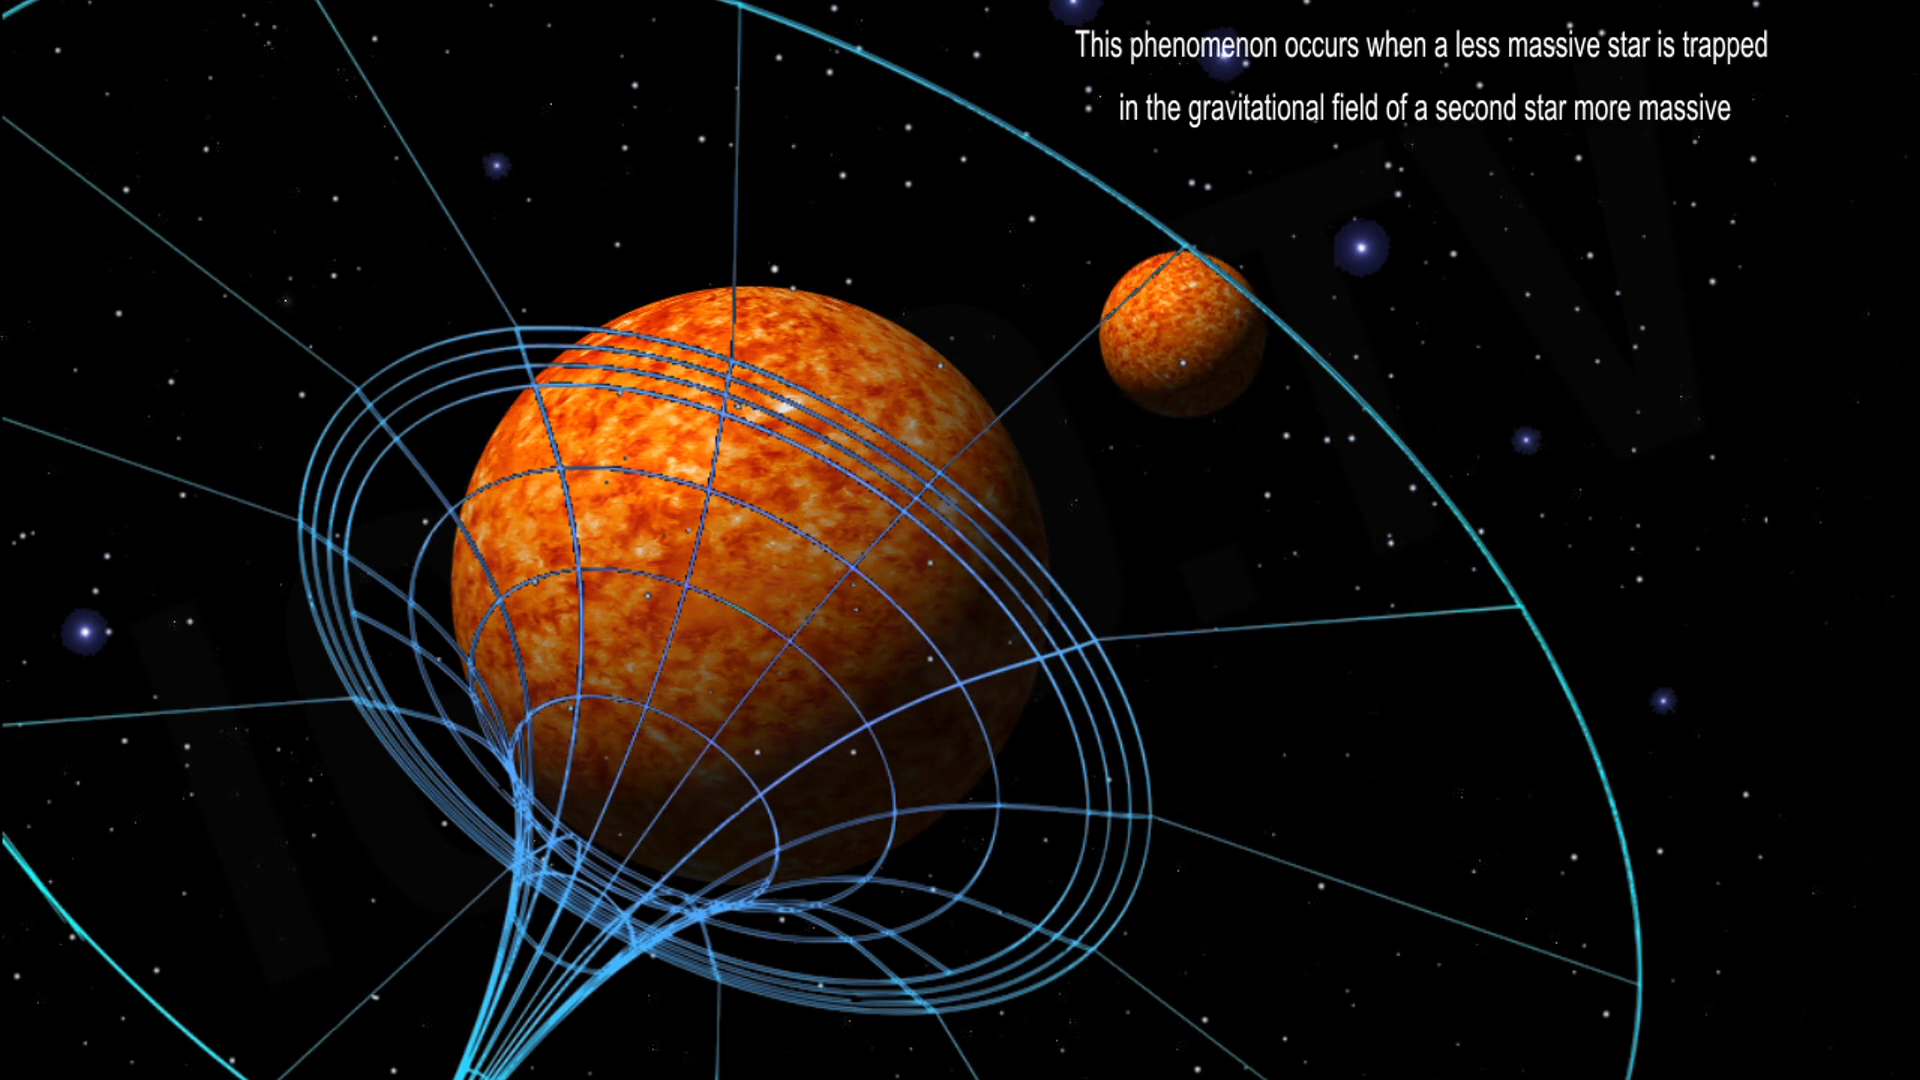 This phenomenon occurs when a less massive star is trapped
in the gravitational field of a second star more massive